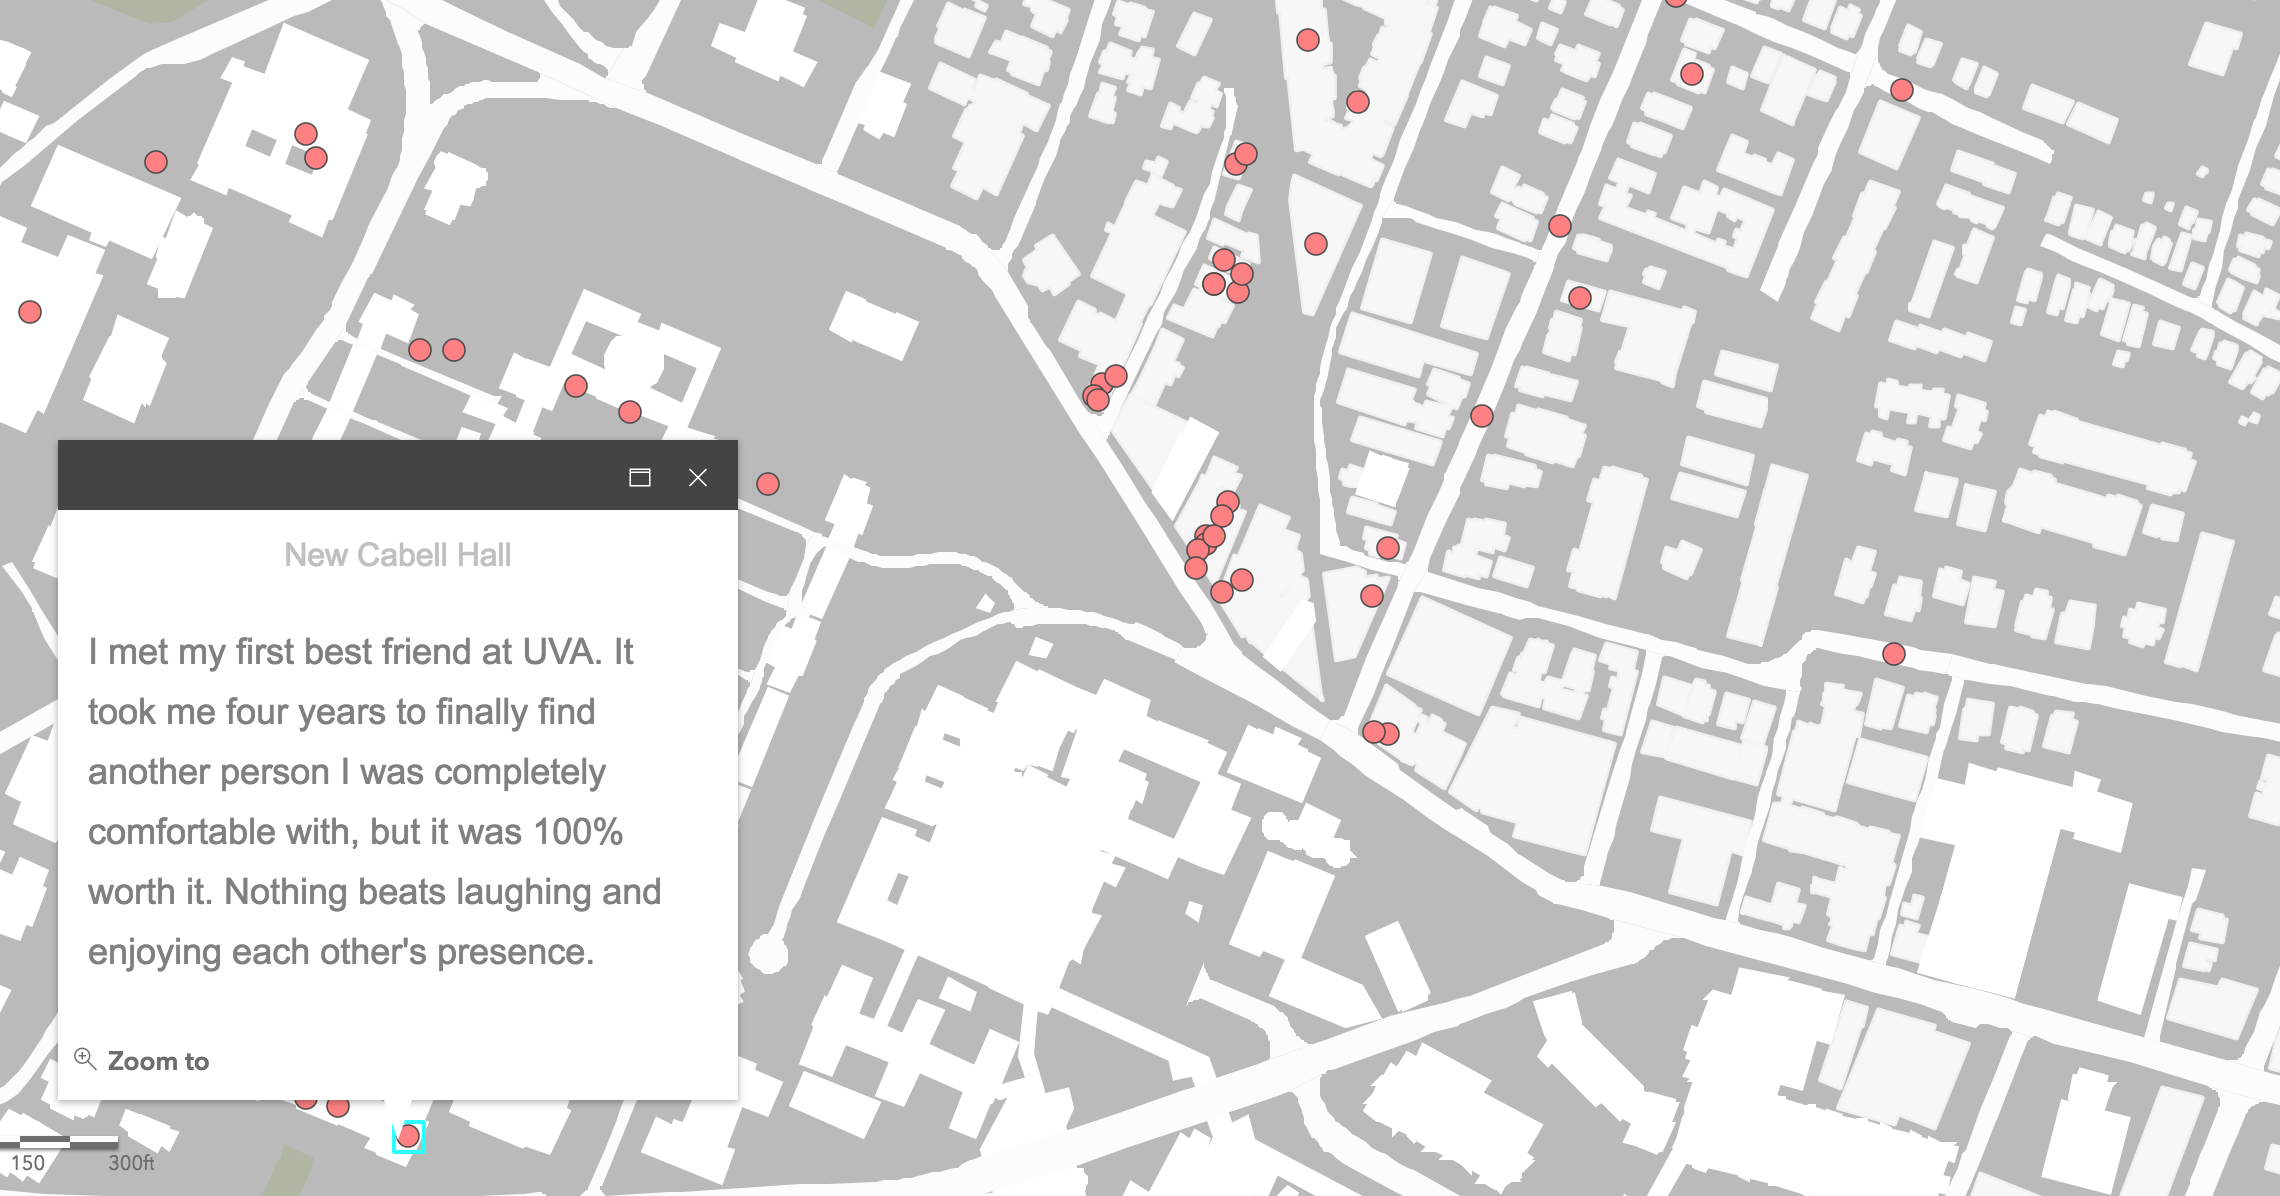 New Cabell Hall
I met my first best friend at UVA. It
took me four years to finally find
another person I was completely
comfortable with, but it was 100%
worth it. Nothing beats laughing and
enjoying each other's presence.
Zoom to
150 300ft